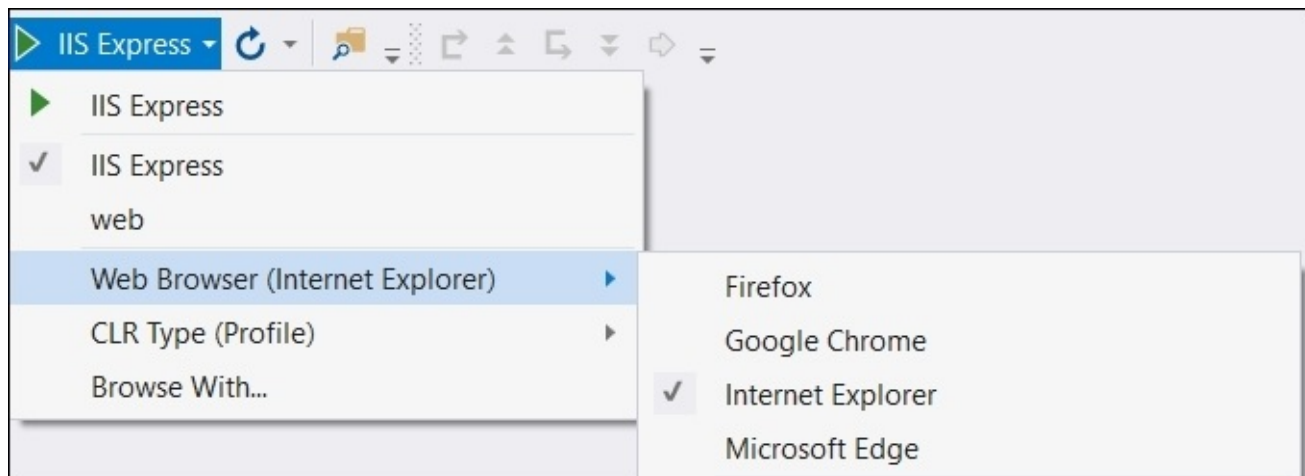 IIS Express
IIS Express
IIS Express
web
Web Browser (Internet Explorer)
CLR Type (Profile)
Browse With...
Firefox
Google Chrome
Internet Explorer
Microsoft Edge